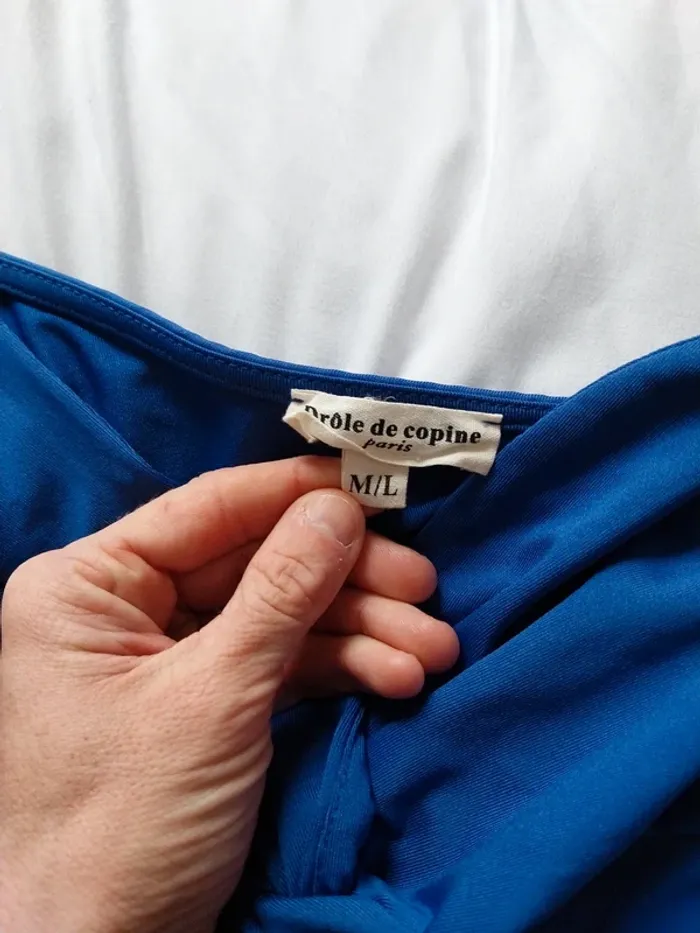 Drôle de copine
paris
M/L